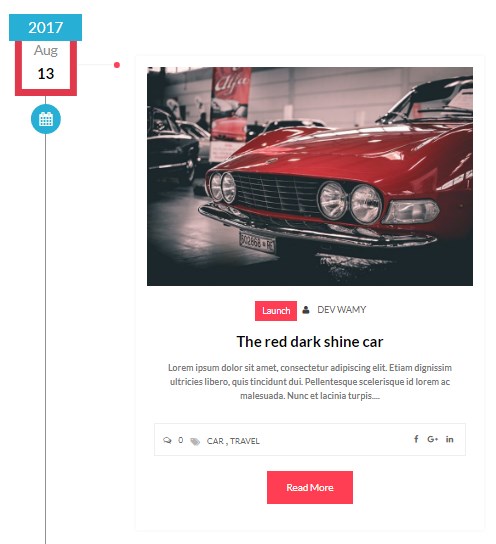 2017
Aug
13
alfa
Launch DEV WAMY
The red dark shine car
Lorem ipsum dolor sit amet, consectetur adipiscing elit. Etiam dignissim
ultricies libero, quis tincidunt dui. Pellentesque scelerisque id lorem ac
malesuada. Nunc et lacinia turpis....
0 CAR , TRAVEL
f G+ in
Read More